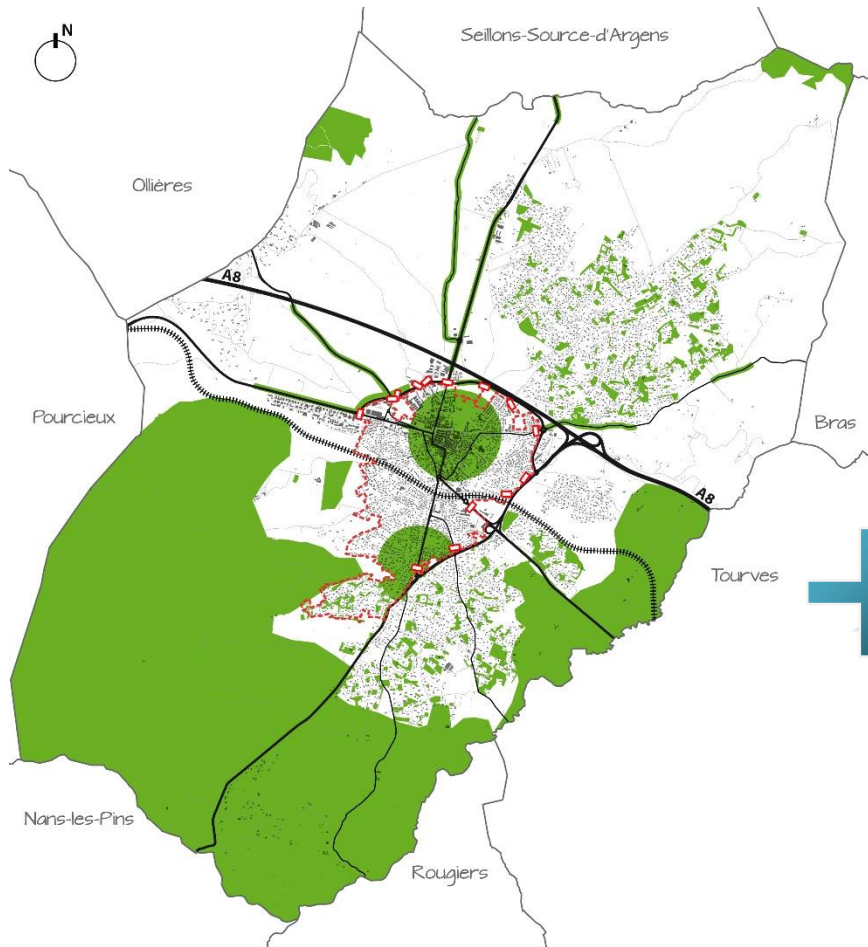 N
Seillons-Source-d'Argens
Ollières
A8
Pourcieux
Bras
A8
Tourves
Nans-les-Pins
Rougiers